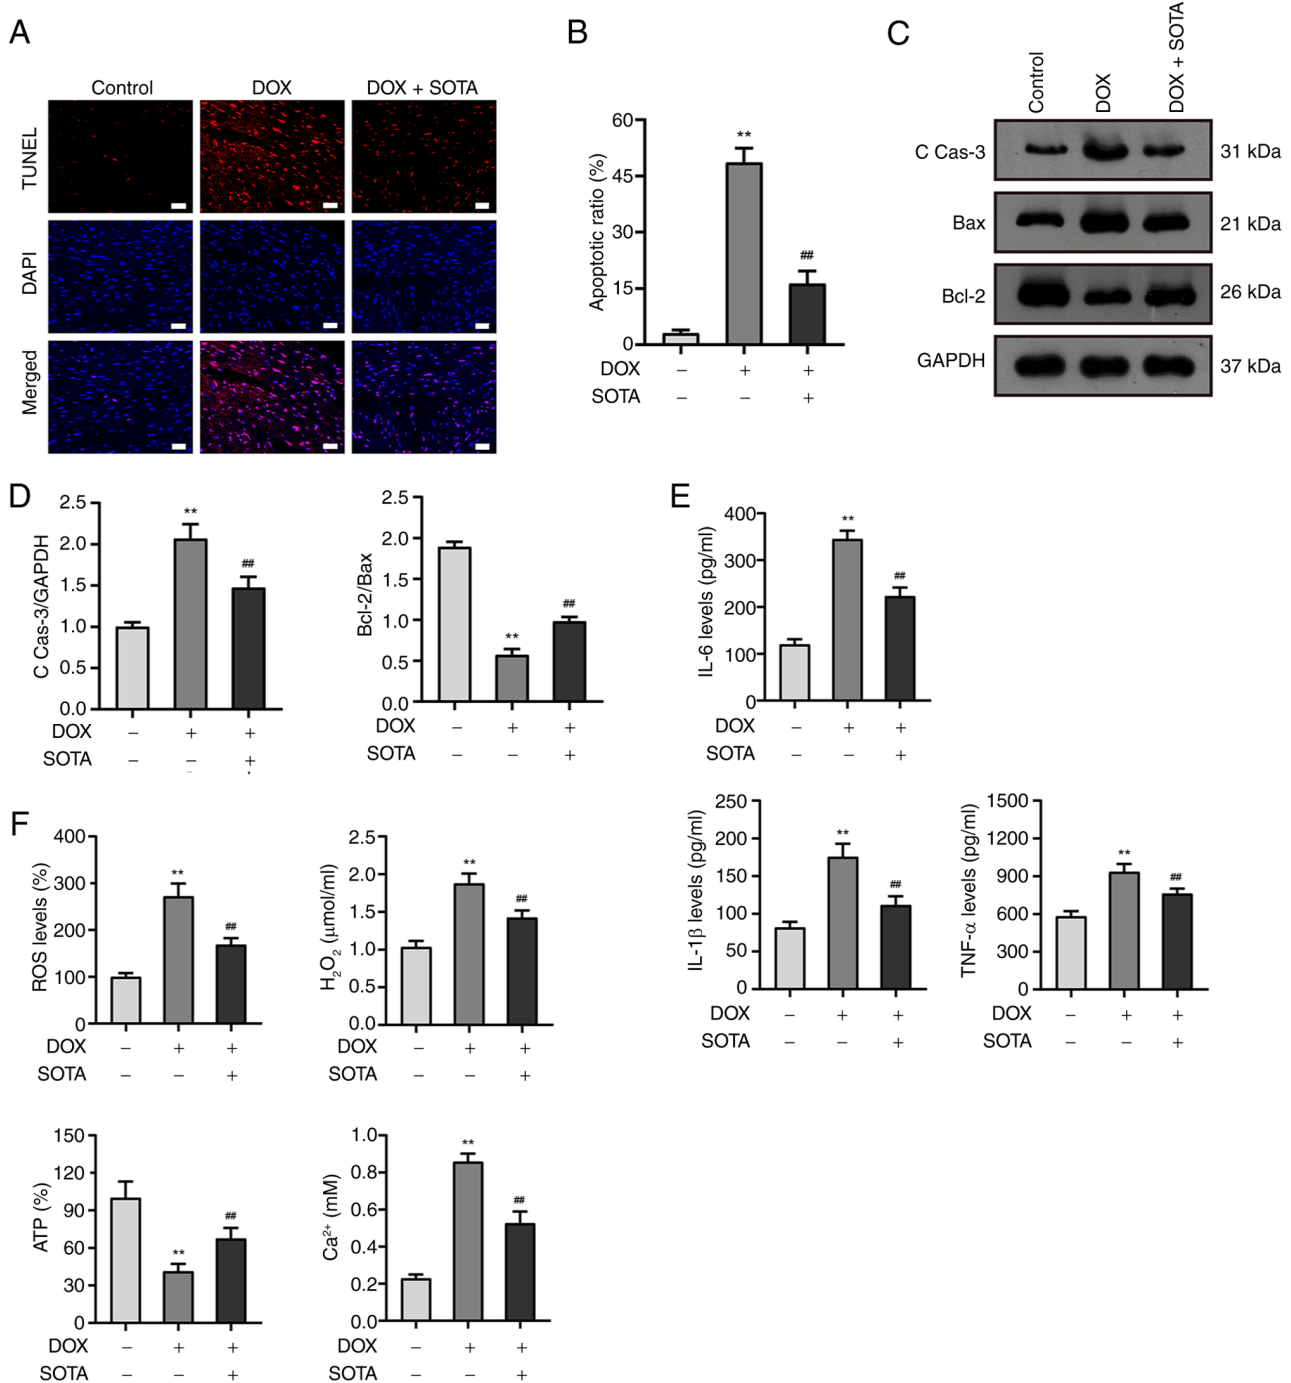 A
Control DOX DOX + SOTA
TUNEL
DAPI
Merged
B
Apoptotic ratio (%)
60
45
30
15
0
**
##
DOX − + +
SOTA − − +
C
Control DOX DOX + SOTA
C Cas-3 31 kDa
Bax 21 kDa
Bcl-2 26 kDa
GAPDH 37 kDa
D
C Cas-3/GAPDH
2.5
2.0
1.5
1.0
0.5
0.0
**
##
DOX − + +
SOTA − − +
Bcl-2/Bax
2.5
2.0
1.5
1.0
0.5
0.0
**
##
DOX − + +
SOTA − − +
E
IL-6 levels (pg/ml)
400
300
200
100
0
**
##
DOX − + +
SOTA − − +
IL-1β levels (pg/ml)
250
200
150
100
50
0
**
##
DOX − + +
SOTA − − +
TNF-α levels (pg/ml)
1500
1200
900
600
300
0
**
##
DOX − + +
SOTA − − +
F
ROS levels (%)
400
300
200
100
0
**
##
DOX − + +
SOTA − − +
H₂O₂ (μmol/ml)
2.5
2.0
1.5
1.0
0.5
0.0
**
##
DOX − + +
SOTA − − +
ATP (%)
150
120
90
60
30
0
**
##
DOX − + +
SOTA − − +
Ca²⁺ (mM)
1.0
0.8
0.6
0.4
0.2
0.0
**
##
DOX − + +
SOTA − − +